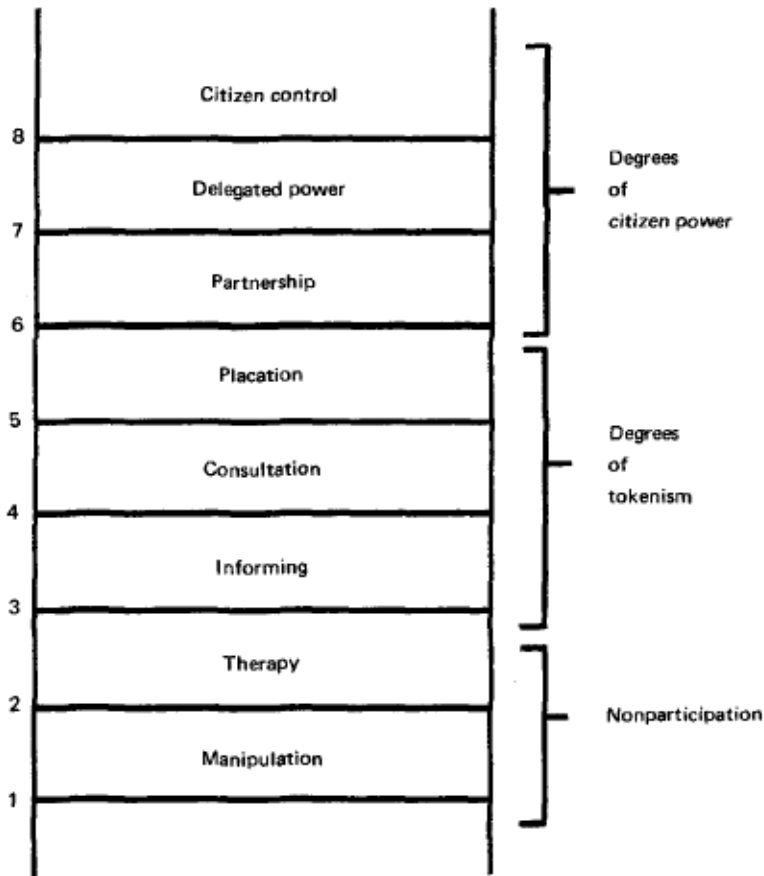 Citizen control
8
Delegated power
7
Partnership
6
Placation
5
Consultation
4
Informing
3
Therapy
2
Manipulation
1
Degrees
of
citizen power
Degrees
of
tokenism
Nonparticipation